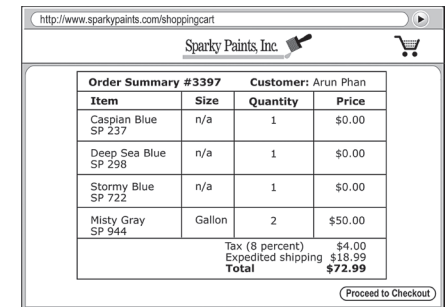 http://www.sparkypaints.com/shoppingcart
Sparky Paints, Inc.
Order Summary #3397 Customer: Arun Phan
Item Size Quantity Price
Caspian Blue n/a 1 $0.00
SP 237
Deep Sea Blue n/a 1 $0.00
SP 298
Stormy Blue n/a 1 $0.00
SP 722
Misty Gray Gallon 2 $50.00
SP 944
Tax (8 percent) $4.00
Expedited shipping $18.99
Total $72.99
Proceed to Checkout